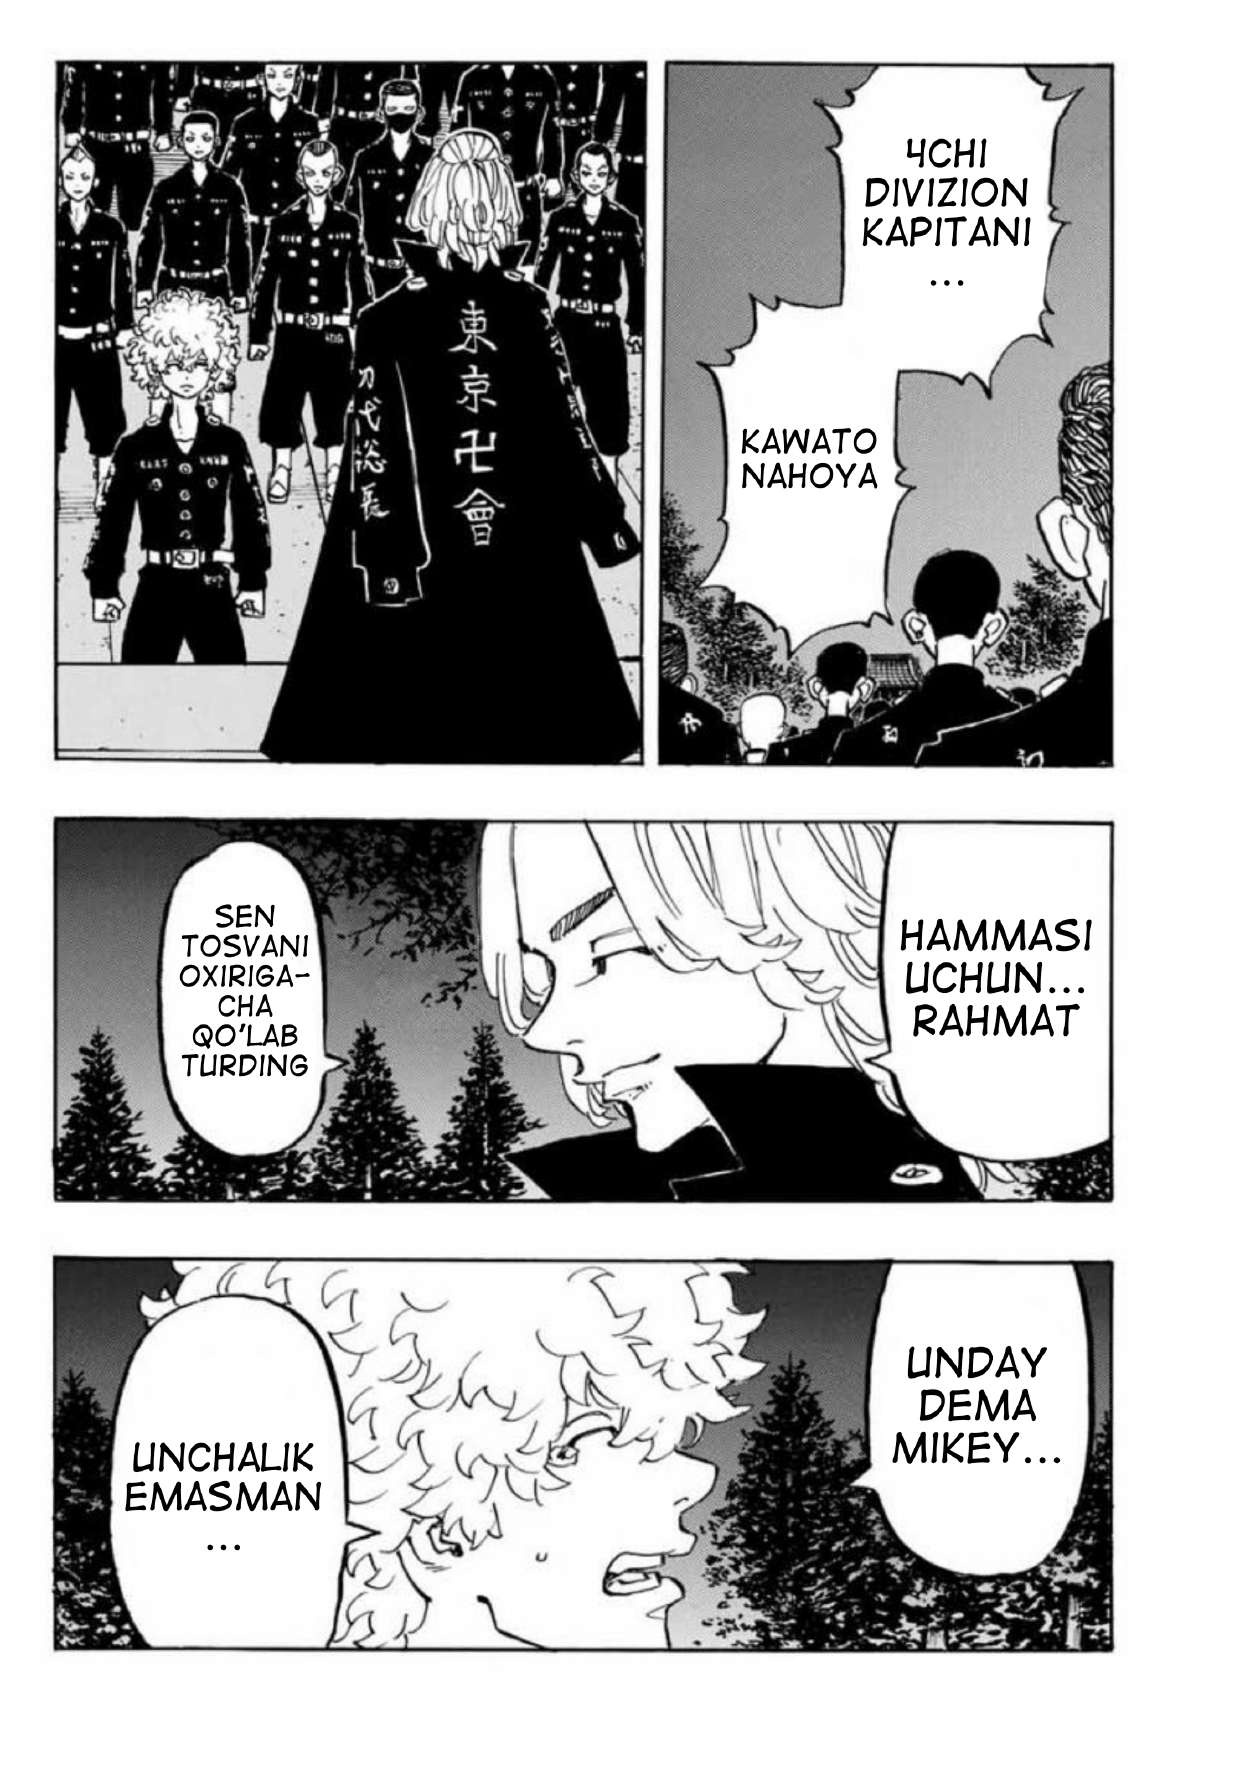 4CHI
DIVIZION
KAPITANI
...
KAWATO
NAHOYA
東京卍會
HAMMASI
UCHUN...
RAHMAT
SEN
TOSVANI
OXIRIGA-
CHA
QO'LAB
TURDING
UNDAY
DEMA
MIKEY...
UNCHALIK
EMASMAN
...